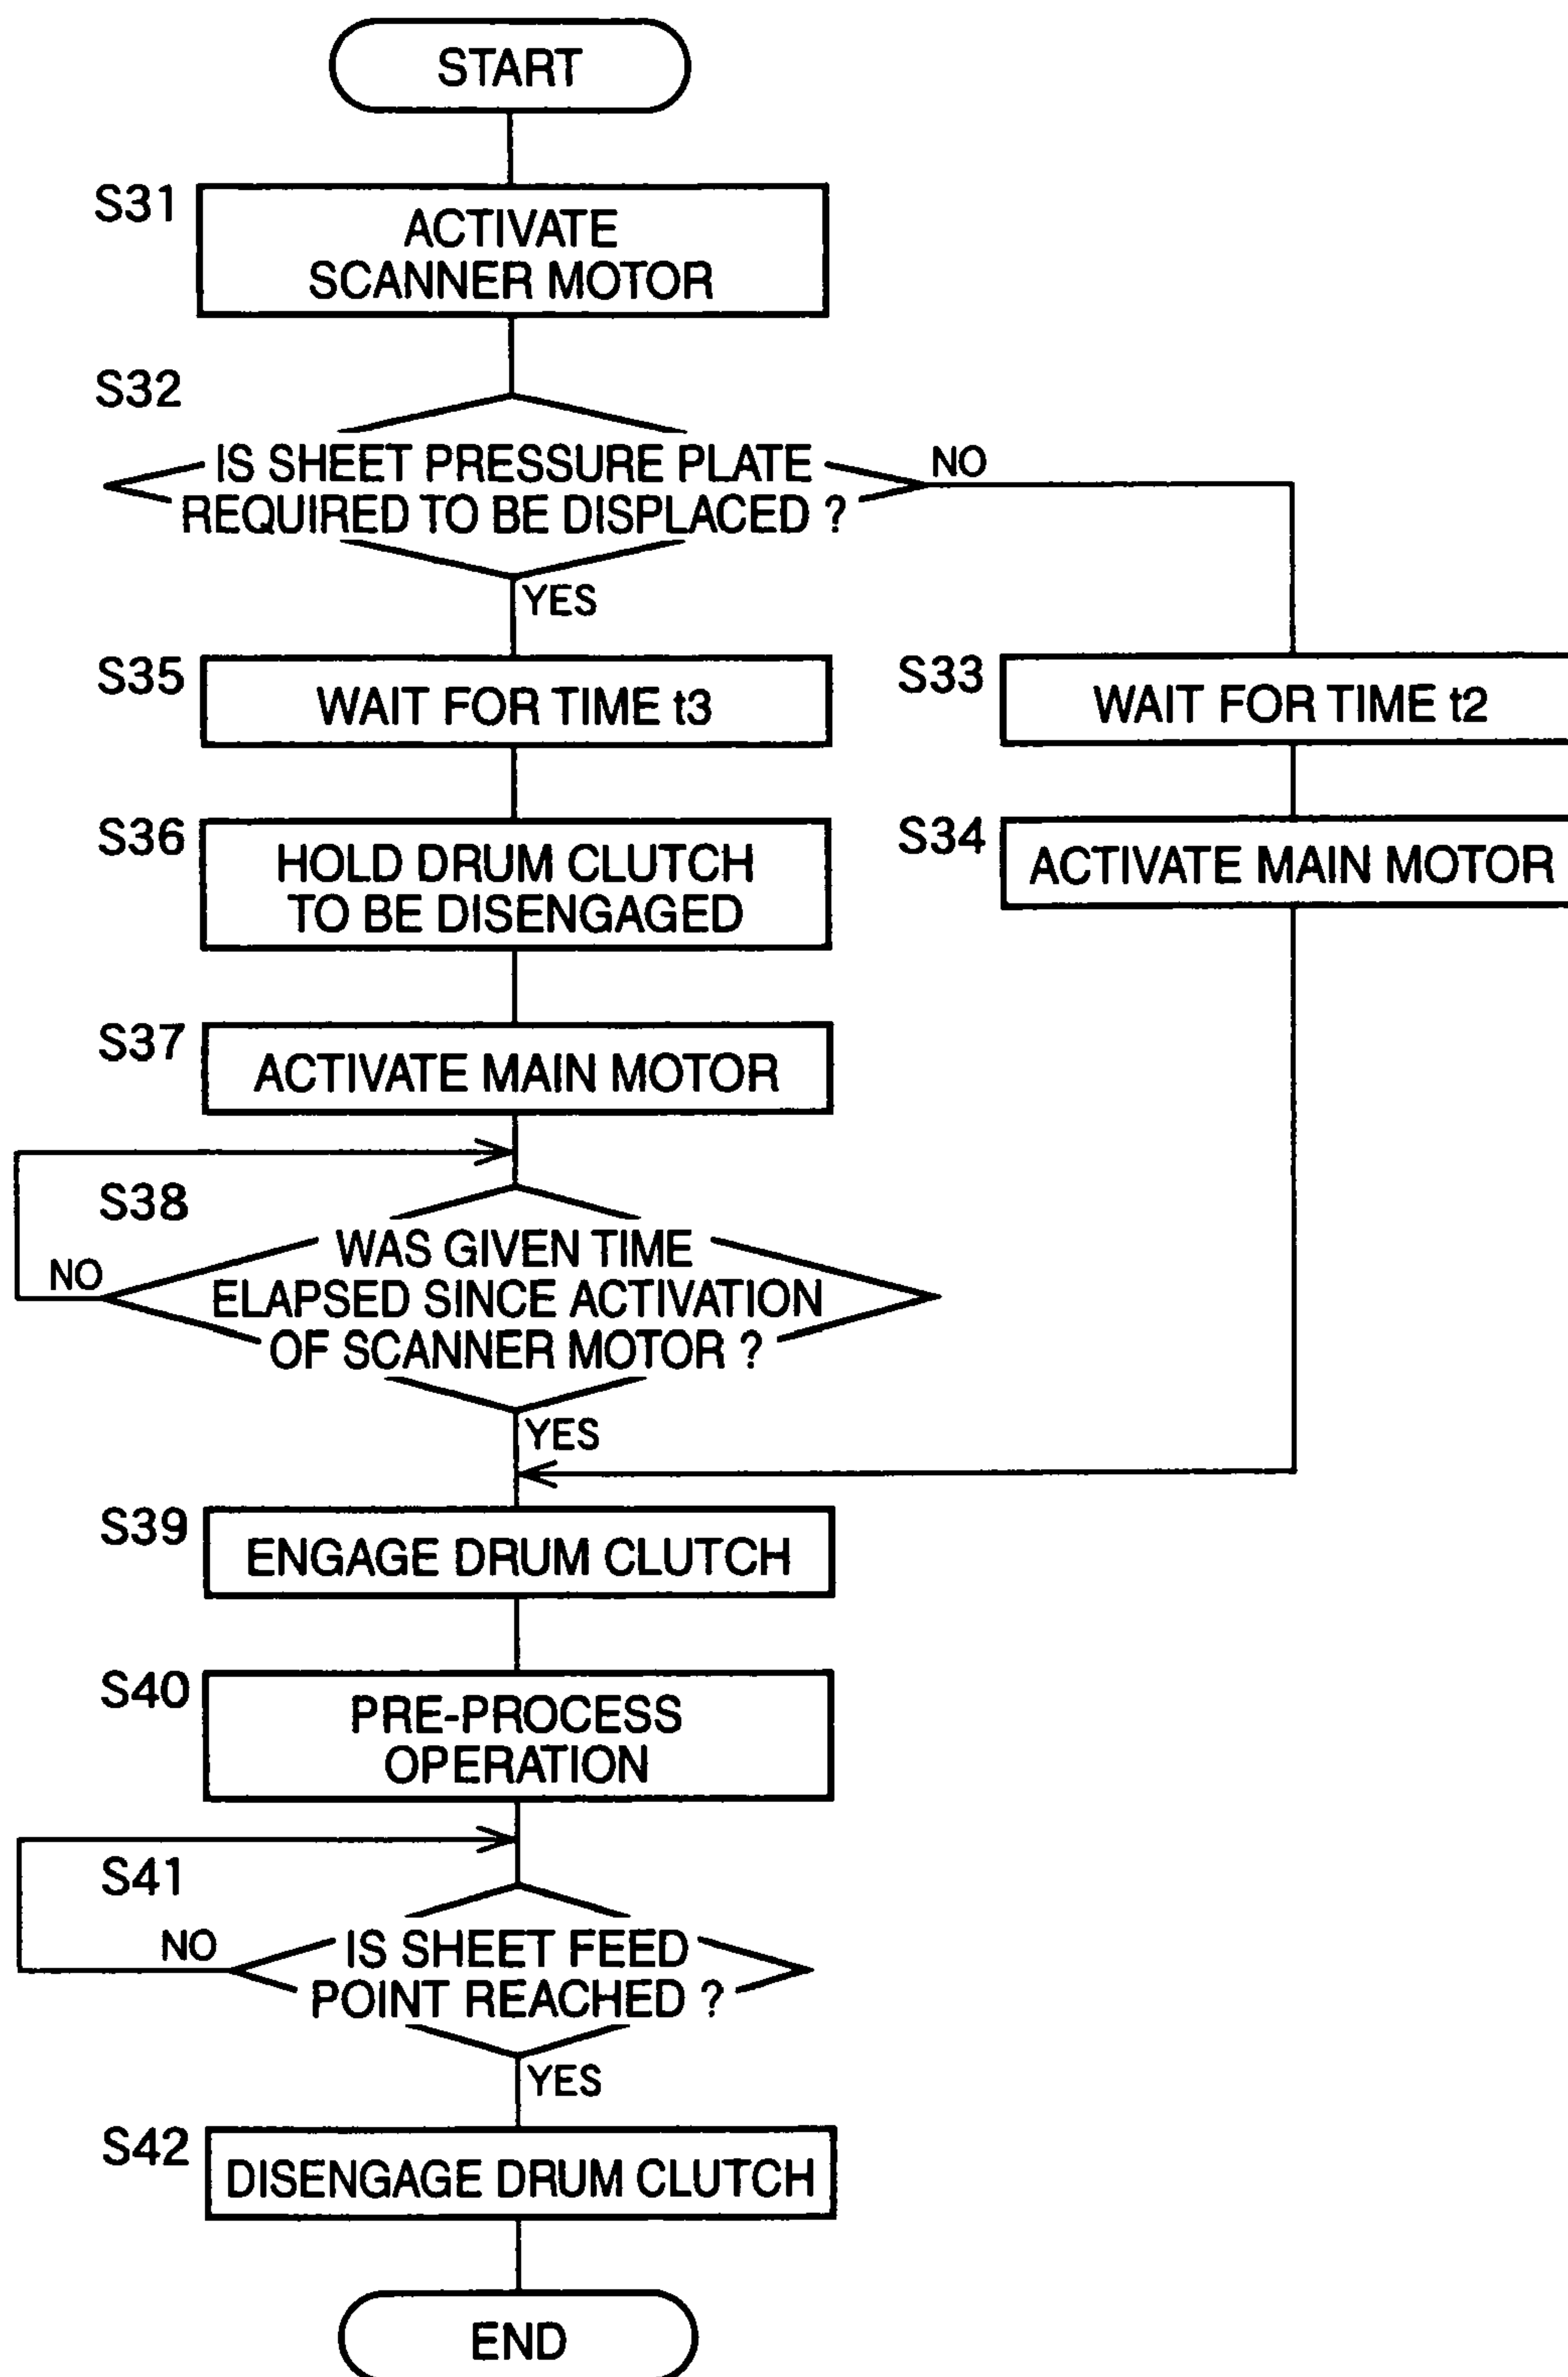 START
S31
ACTIVATE
SCANNER MOTOR
S32
IS SHEET PRESSURE PLATE
REQUIRED TO BE DISPLACED ?
NO
YES
S35
WAIT FOR TIME t3
S33
WAIT FOR TIME t2
S36
HOLD DRUM CLUTCH
TO BE DISENGAGED
S34
ACTIVATE MAIN MOTOR
S37
ACTIVATE MAIN MOTOR
S38
WAS GIVEN TIME
ELAPSED SINCE ACTIVATION
OF SCANNER MOTOR ?
NO
YES
S39
ENGAGE DRUM CLUTCH
S40
PRE-PROCESS
OPERATION
S41
NO
IS SHEET FEED
POINT REACHED ?
YES
S42
DISENGAGE DRUM CLUTCH
END